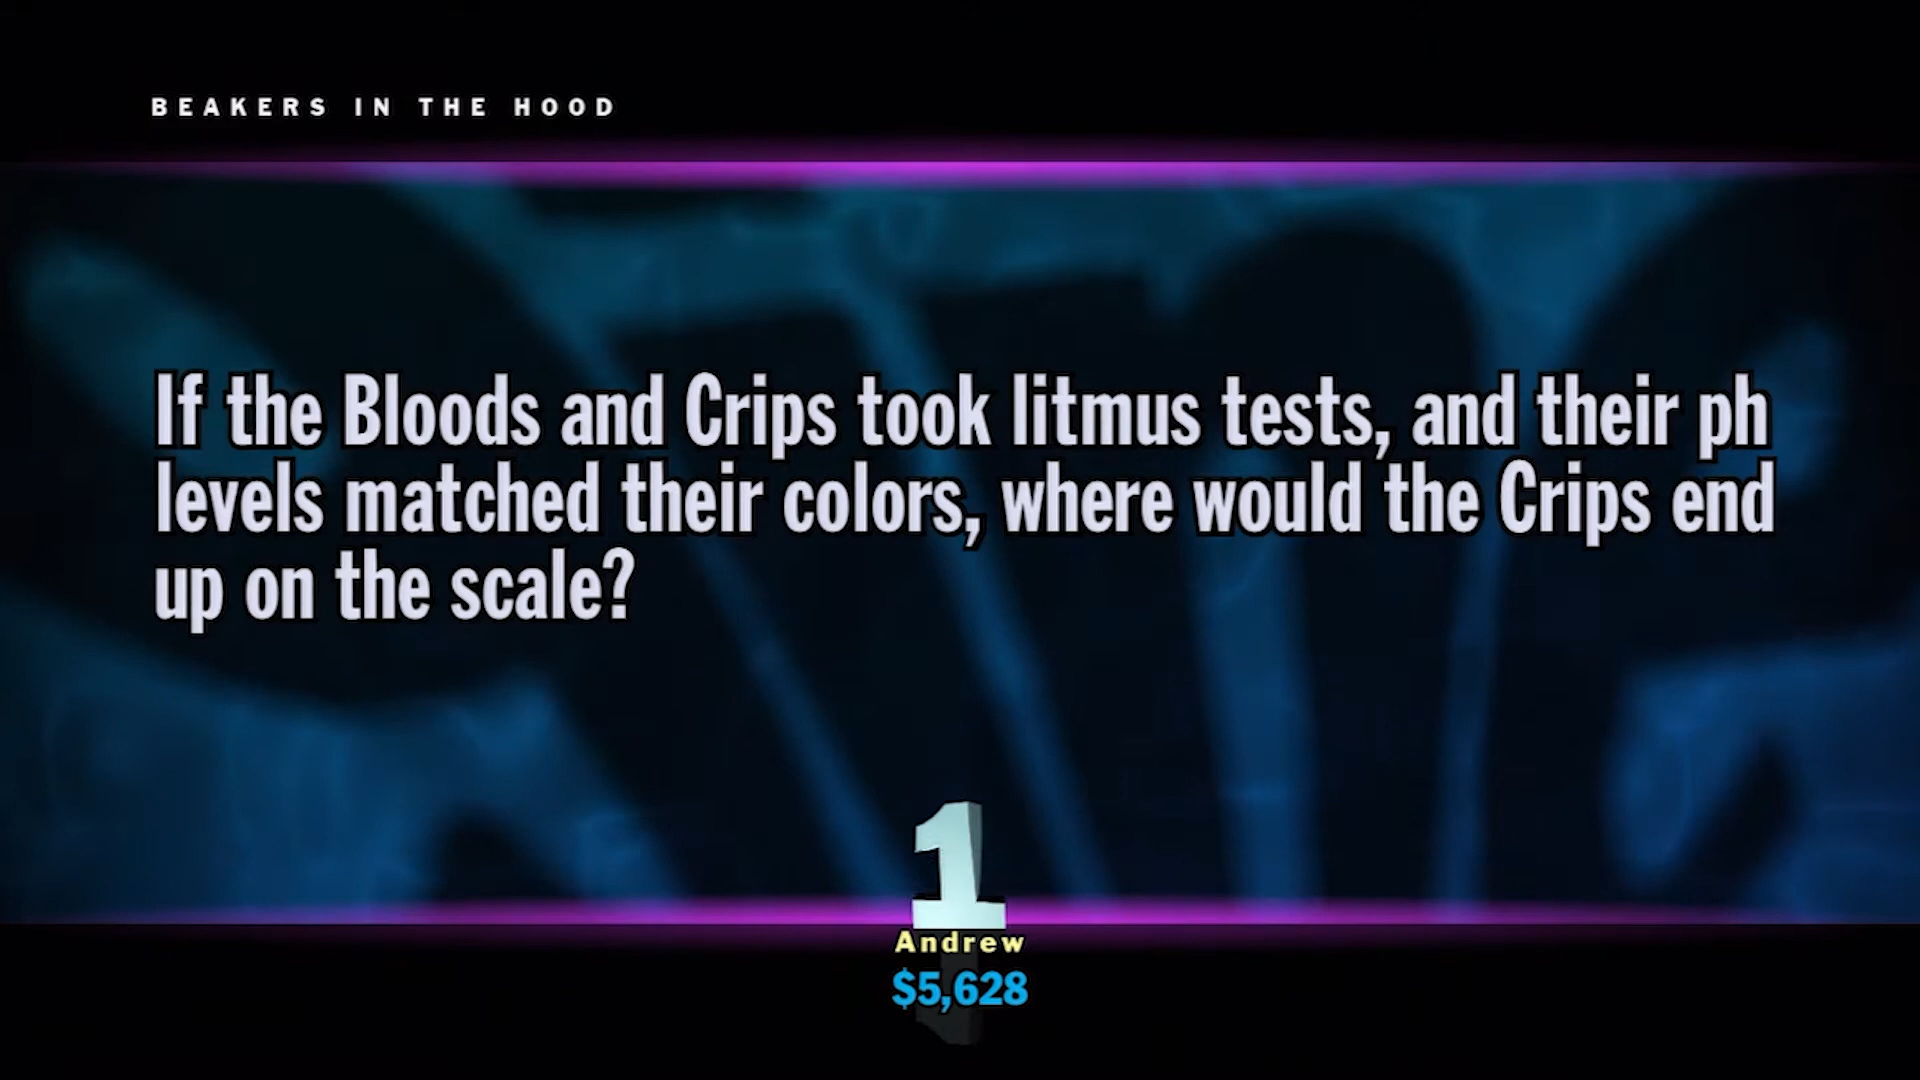 BEAKERS IN THE HOOD
If the Bloods and Crips took litmus tests, and their ph
levels matched their colors, where would the Crips end
up on the scale?
1
Andrew
$5,628